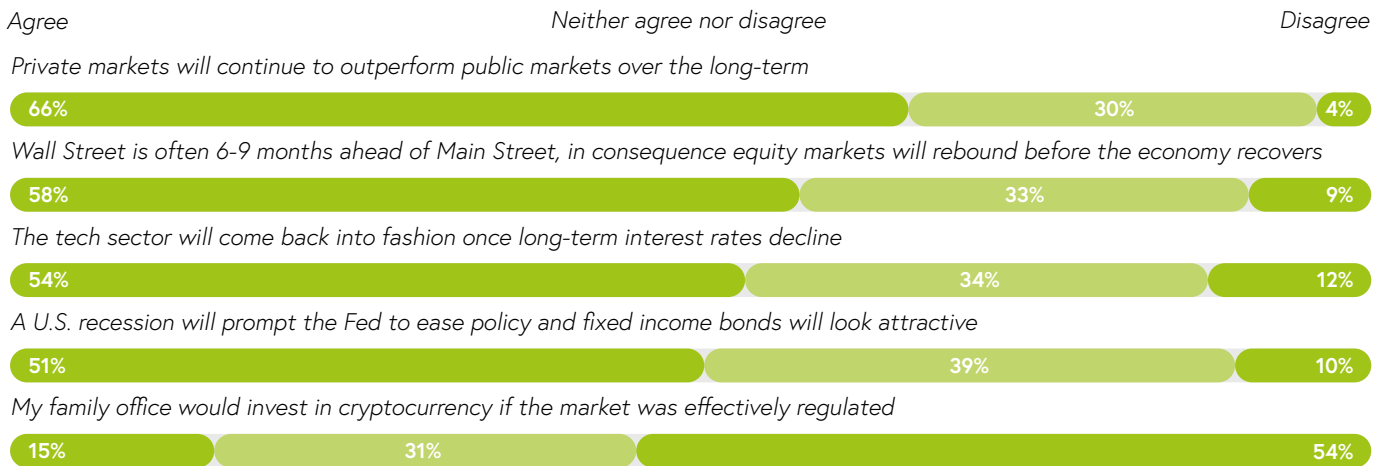 Agree Neither agree nor disagree Disagree
Private markets will continue to outperform public markets over the long-term
66% 30% 4%
Wall Street is often 6-9 months ahead of Main Street, in consequence equity markets will rebound before the economy recovers
58% 33% 9%
The tech sector will come back into fashion once long-term interest rates decline
54% 34% 12%
A U.S. recession will prompt the Fed to ease policy and fixed income bonds will look attractive
51% 39% 10%
My family office would invest in cryptocurrency if the market was effectively regulated
15% 31% 54%